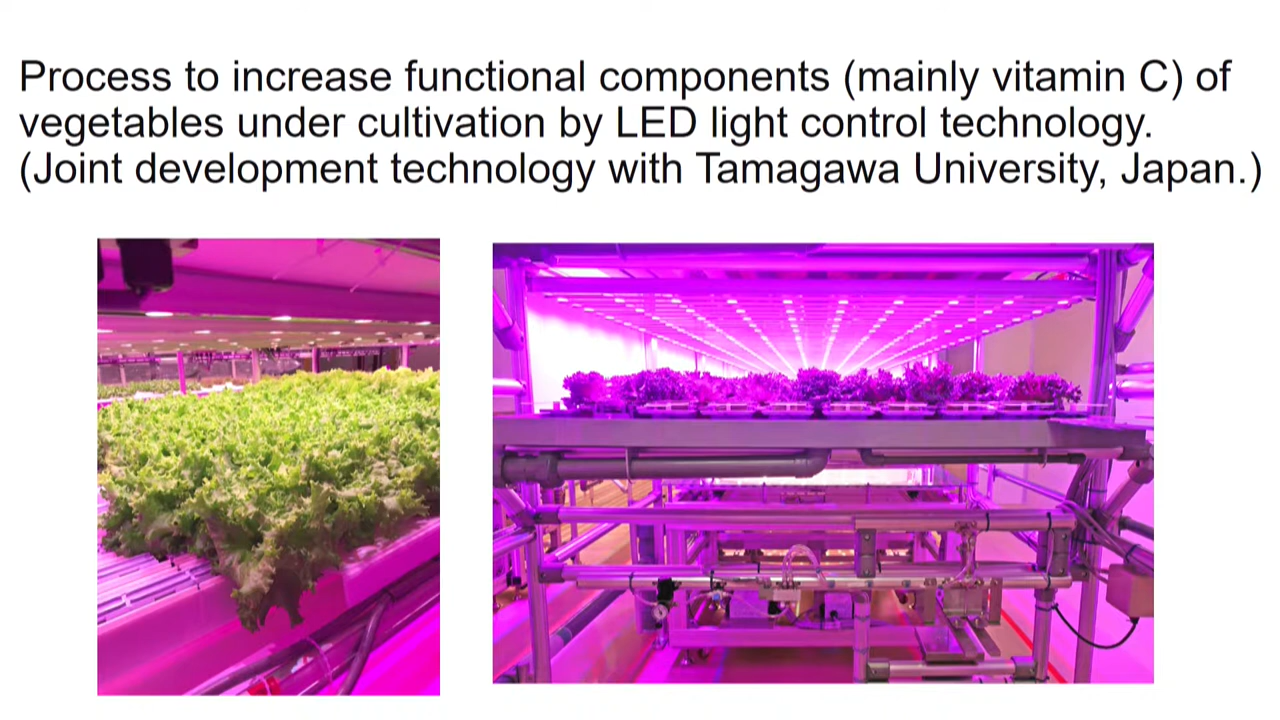 Process to increase functional components (mainly vitamin C) of
vegetables under cultivation by LED light control technology.
(Joint development technology with Tamagawa University, Japan.)